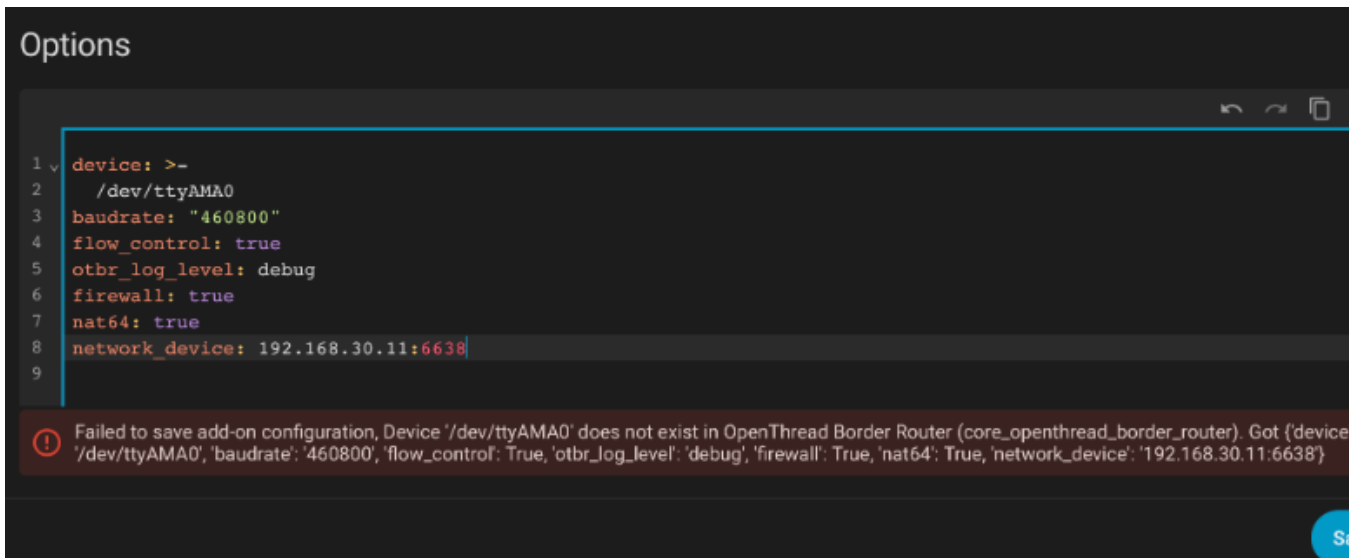 Options
1 device: >-
2 /dev/ttyAMA0
3 baudrate: "460800"
4 flow_control: true
5 otbr_log_level: debug
6 firewall: true
7 nat64: true
8 network_device: 192.168.30.11:6638
9
Failed to save add-on configuration, Device '/dev/ttyAMA0' does not exist in OpenThread Border Router (core_openthread_border_router). Got {'device
'/dev/ttyAMA0', 'baudrate': '460800', 'flow_control': True, 'otbr_log_level': 'debug', 'firewall': True, 'nat64': True, 'network_device': '192.168.30.11:6638'}